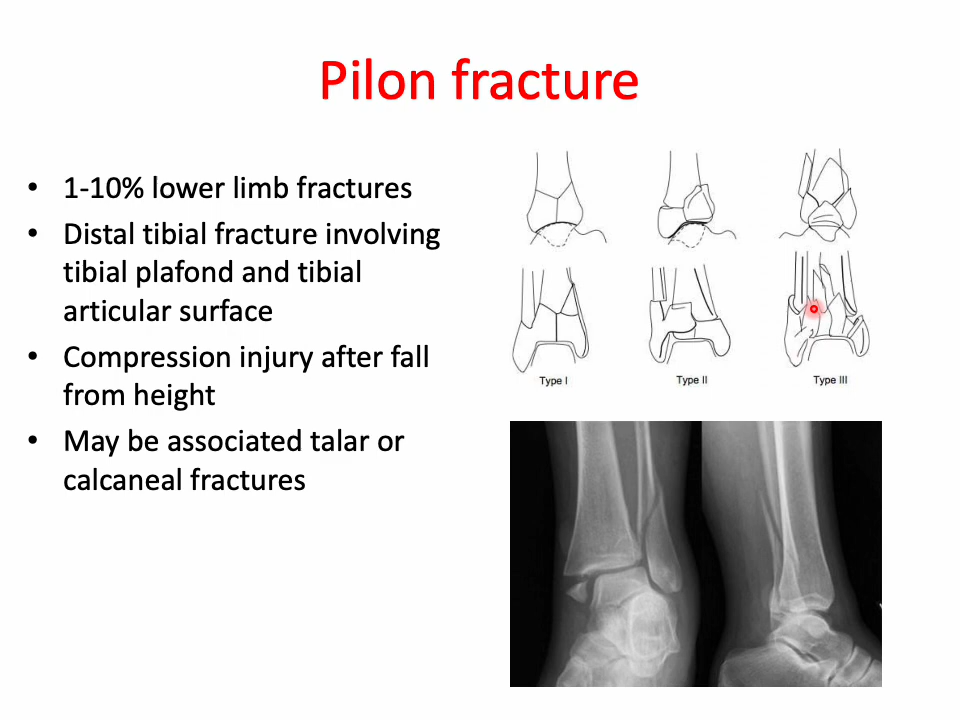 Pilon fracture
• 1-10% lower limb fractures
• Distal tibial fracture involving
tibial plafond and tibial
articular surface
• Compression injury after fall
from height
• May be associated talar or
calcaneal fractures
Type I
Type II
Type III